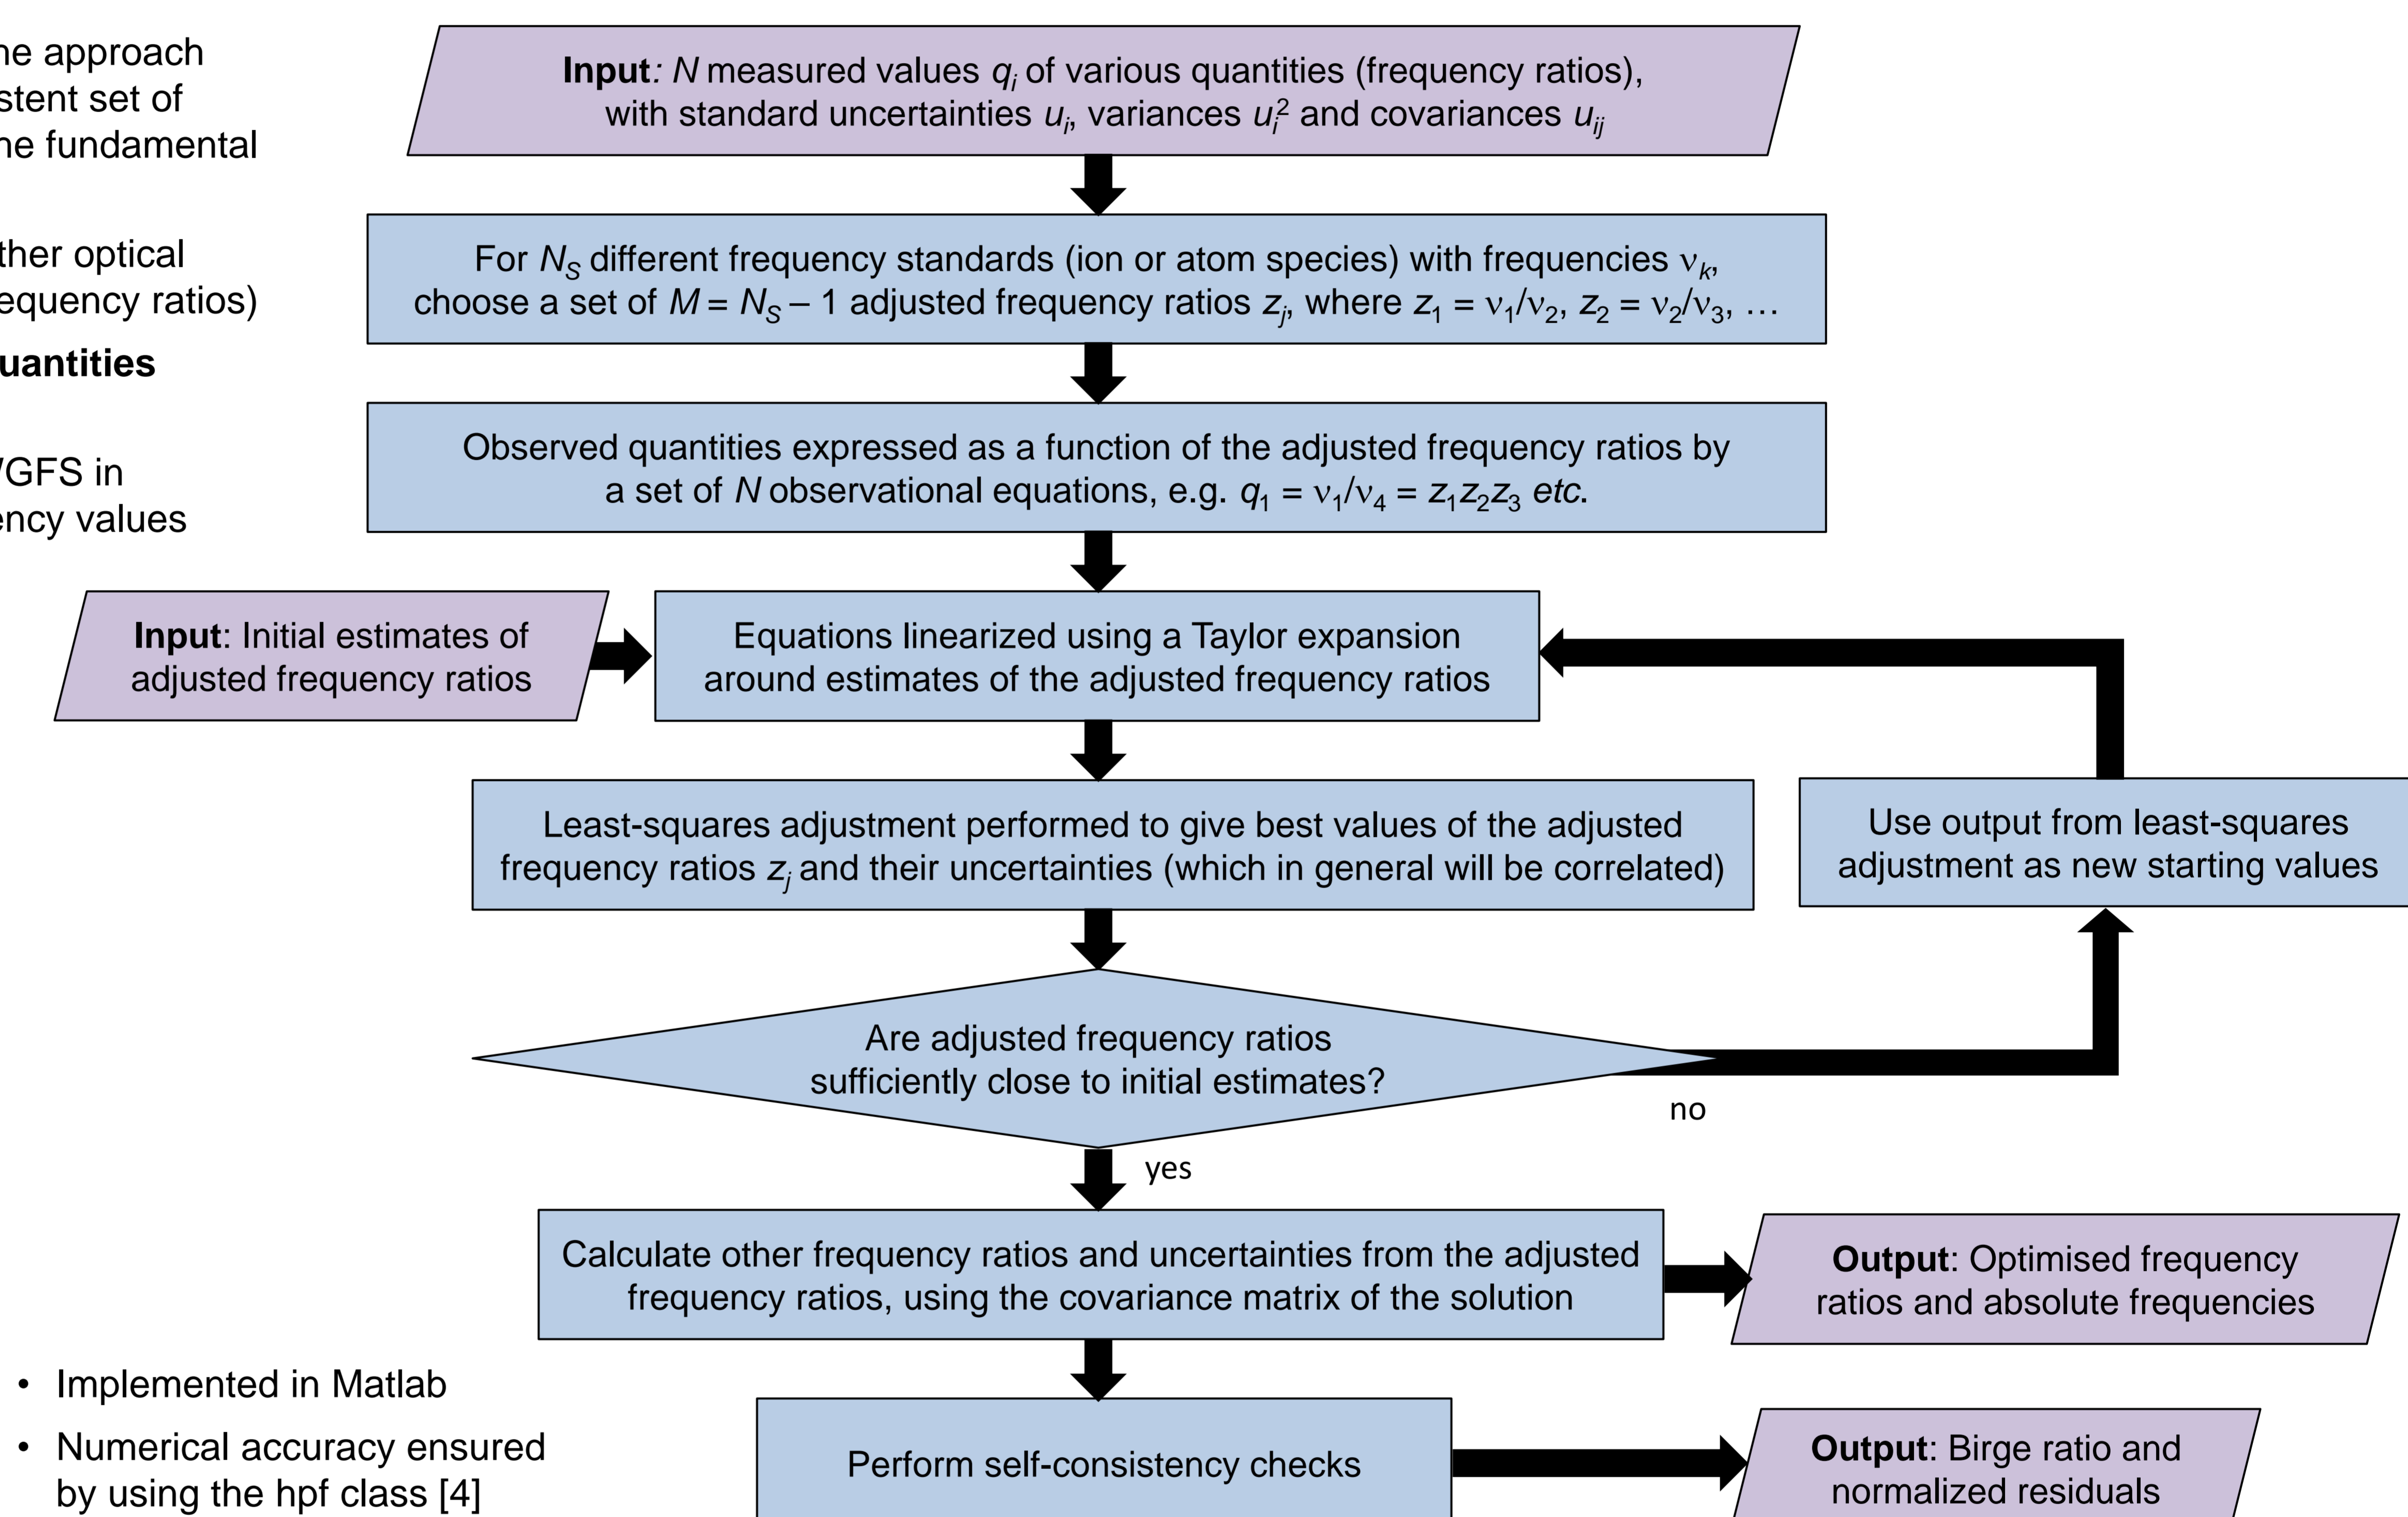 ne approach
stent set of
ne fundamental
ther optical
equency ratios)
uantities
GFS in
ency values
Input: N measured values qᵢ of various quantities (frequency ratios),
with standard uncertainties uᵢ, variances uᵢ² and covariances uᵢⱼ
For N_S different frequency standards (ion or atom species) with frequencies νₖ,
choose a set of M = N_S – 1 adjusted frequency ratios zⱼ, where z₁ = ν₁/ν₂, z₂ = ν₂/ν₃, …
Observed quantities expressed as a function of the adjusted frequency ratios by
a set of N observational equations, e.g. q₁ = ν₁/ν₄ = z₁z₂z₃ etc.
Input: Initial estimates of
adjusted frequency ratios
Equations linearized using a Taylor expansion
around estimates of the adjusted frequency ratios
Least-squares adjustment performed to give best values of the adjusted
frequency ratios zⱼ and their uncertainties (which in general will be correlated)
Use output from least-squares
adjustment as new starting values
Are adjusted frequency ratios
sufficiently close to initial estimates?
no
yes
Calculate other frequency ratios and uncertainties from the adjusted
frequency ratios, using the covariance matrix of the solution
Output: Optimised frequency
ratios and absolute frequencies
• Implemented in Matlab
• Numerical accuracy ensured
by using the hpf class [4]
Perform self-consistency checks
Output: Birge ratio and
normalized residuals